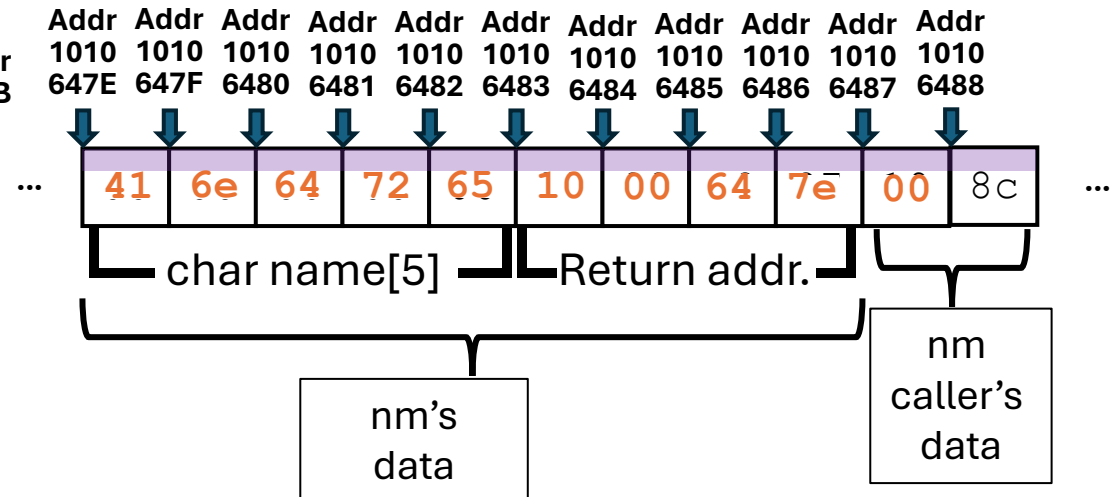 Addr Addr Addr Addr Addr Addr Addr Addr Addr Addr Addr
r 1010 1010 1010 1010 1010 1010 1010 1010 1010 1010 1010
B 647E 647F 6480 6481 6482 6483 6484 6485 6486 6487 6488
... 41 6e 64 72 65 10 00 64 7e 00 8c ...
char name[5] Return addr.
nm's
data
nm
caller's
data